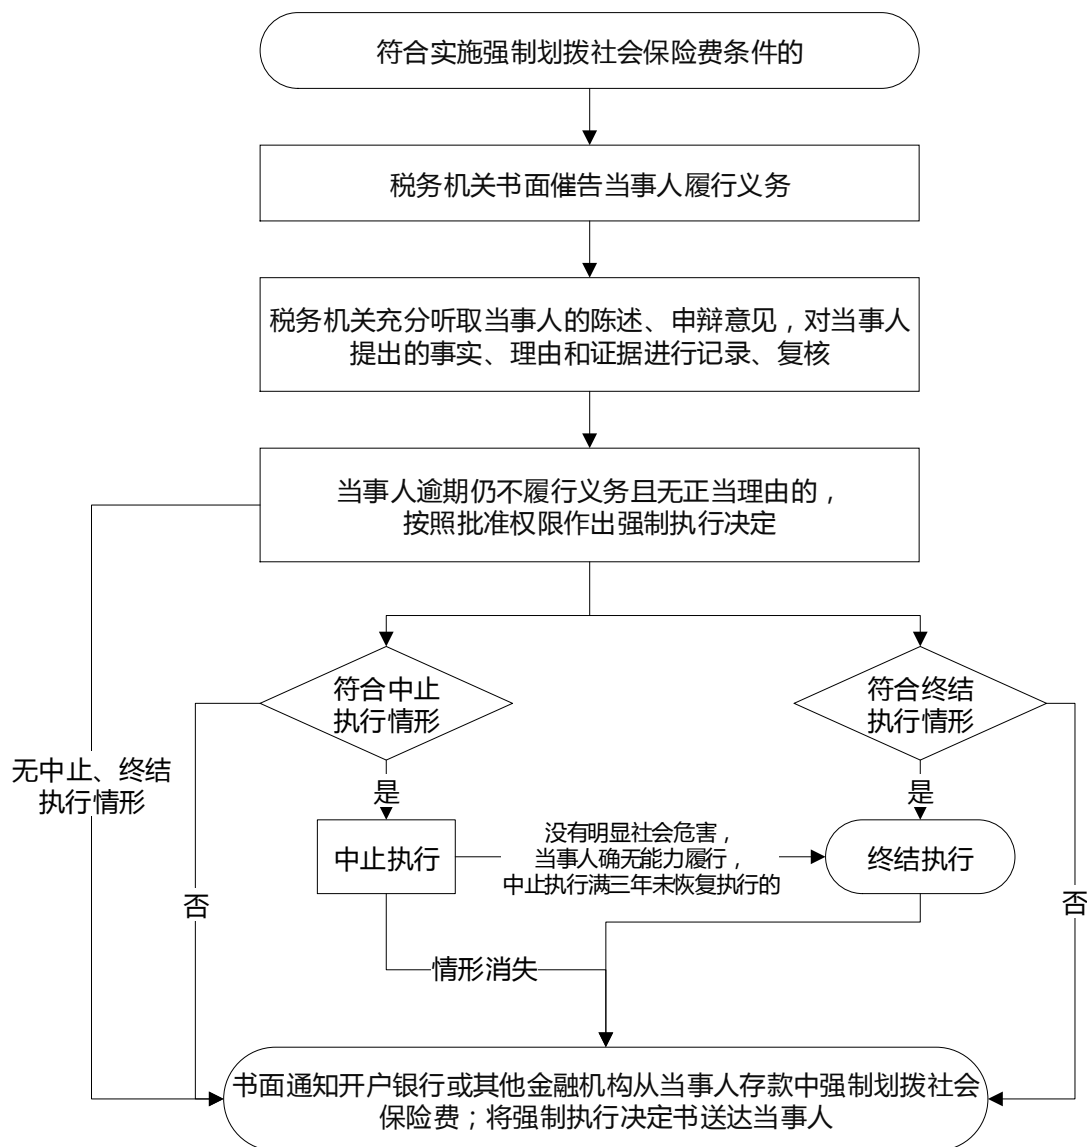 符合实施强制划拨社会保险费条件的
税务机关书面催告当事人履行义务
税务机关充分听取当事人的陈述、申辩意见，对当事人
提出的事实、理由和证据进行记录、复核
当事人逾期仍不履行义务且无正当理由的，
按照批准权限作出强制执行决定
符合中止
执行情形
符合终结
执行情形
无中止、终结
执行情形
是
是
没有明显社会危害，
当事人确无能力履行，
中止执行满三年未恢复执行的
中止执行
终结执行
否
否
情形消失
书面通知开户银行或其他金融机构从当事人存款中强制划拨社会
保险费；将强制执行决定书送达当事人